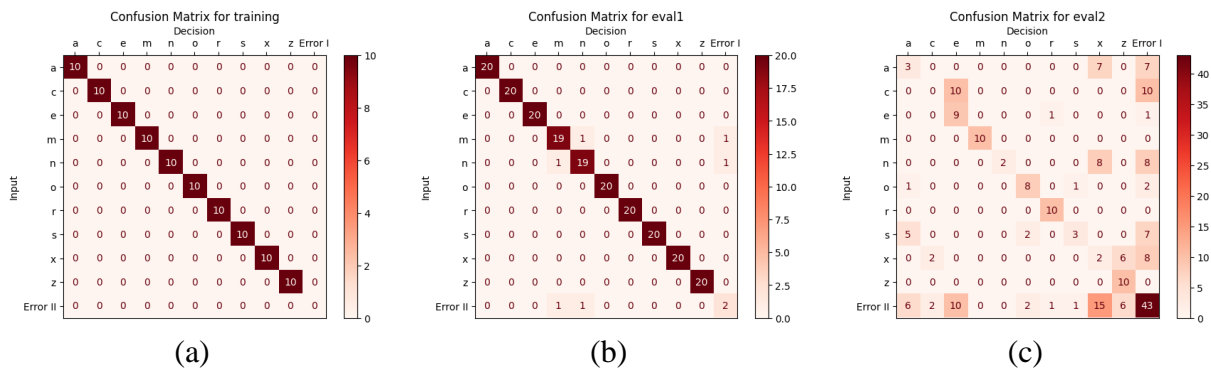 Confusion Matrix for training
Decision
a c e m n o r s x z Error I
a 10 0 0 0 0 0 0 0 0 0 0
c 0 10 0 0 0 0 0 0 0 0 0
e 0 0 10 0 0 0 0 0 0 0 0
m 0 0 0 10 0 0 0 0 0 0 0
n 0 0 0 0 10 0 0 0 0 0 0
o 0 0 0 0 0 10 0 0 0 0 0
r 0 0 0 0 0 0 10 0 0 0 0
s 0 0 0 0 0 0 0 10 0 0 0
x 0 0 0 0 0 0 0 0 10 0 0
z 0 0 0 0 0 0 0 0 0 10 0
Error II 0 0 0 0 0 0 0 0 0 0 0
Input
10
8
6
4
2
0
(a)
Confusion Matrix for eval1
Decision
a c e m n o r s x z Error I
a 20 0 0 0 0 0 0 0 0 0 0
c 0 20 0 0 0 0 0 0 0 0 0
e 0 0 20 0 0 0 0 0 0 0 0
m 0 0 0 19 1 0 0 0 0 0 1
n 0 0 0 1 19 0 0 0 0 0 1
o 0 0 0 0 0 20 0 0 0 0 0
r 0 0 0 0 0 0 20 0 0 0 0
s 0 0 0 0 0 0 0 20 0 0 0
x 0 0 0 0 0 0 0 0 20 0 0
z 0 0 0 0 0 0 0 0 0 20 0
Error II 0 0 0 1 1 0 0 0 0 0 2
Input
20.0
17.5
15.0
12.5
10.0
7.5
5.0
2.5
0.0
(b)
Confusion Matrix for eval2
Decision
a c e m n o r s x z Error I
a 3 0 0 0 0 0 0 0 7 0 7
c 0 0 10 0 0 0 0 0 0 0 10
e 0 0 9 0 0 0 1 0 0 0 1
m 0 0 0 10 0 0 0 0 0 0 0
n 0 0 0 0 2 0 0 0 8 0 8
o 1 0 0 0 0 8 0 1 0 0 2
r 0 0 0 0 0 0 10 0 0 0 0
s 5 0 0 0 0 2 0 3 0 0 7
x 0 2 0 0 0 0 0 0 2 6 8
z 0 0 0 0 0 0 0 0 0 10 0
Error II 6 2 10 0 0 2 1 1 15 6 43
Input
40
35
30
25
20
15
10
5
0
(c)